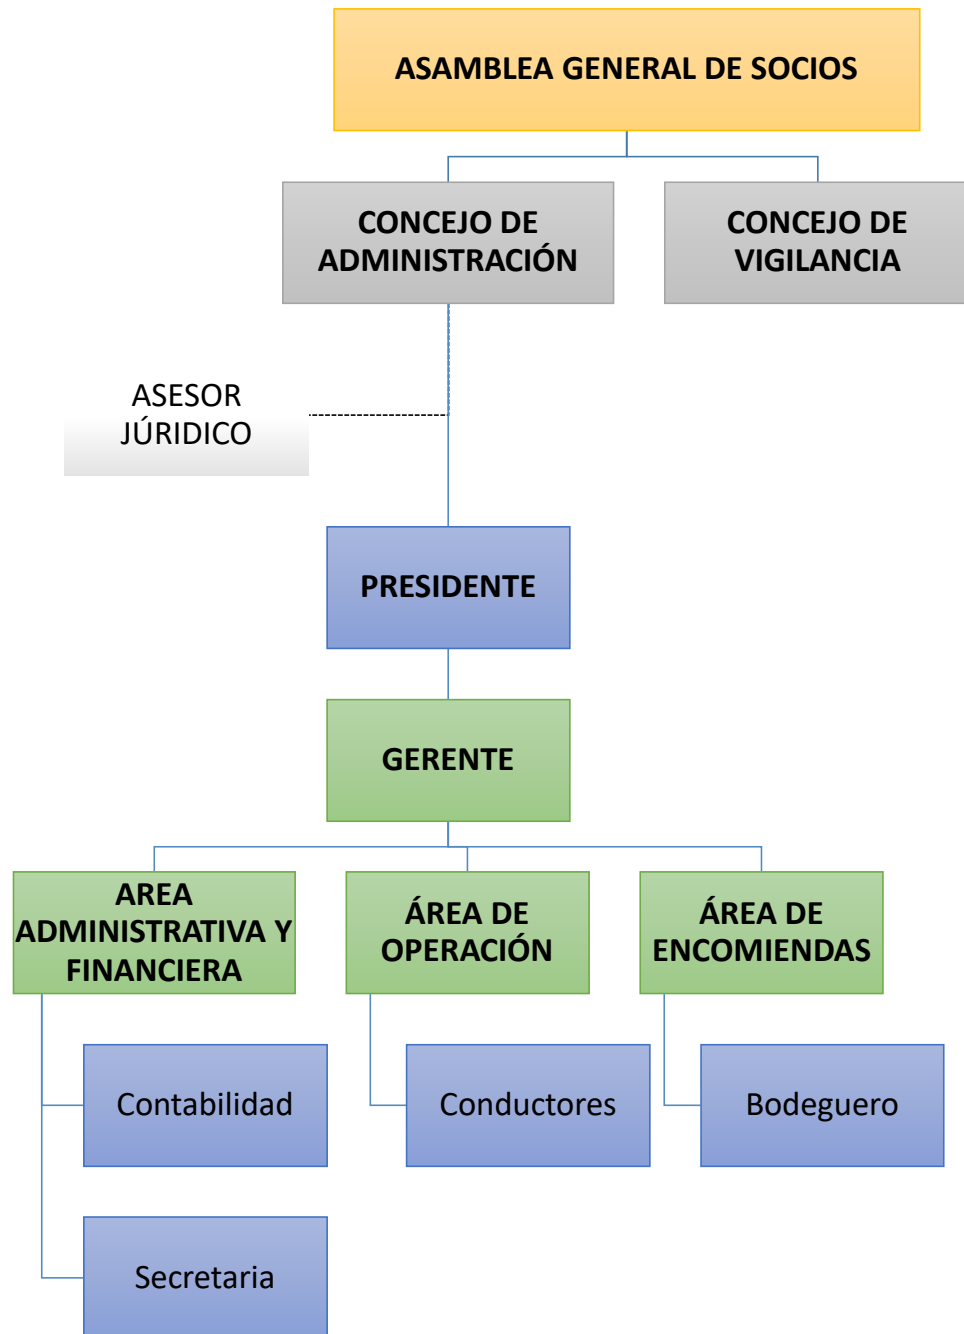 ASAMBLEA GENERAL DE SOCIOS
CONCEJO DE
ADMINISTRACIÓN
CONCEJO DE
VIGILANCIA
ASESOR
JÚRIDICO
PRESIDENTE
GERENTE
AREA
ADMINISTRATIVA Y
FINANCIERA
ÁREA DE
OPERACIÓN
ÁREA DE
ENCOMIENDAS
Contabilidad
Conductores
Bodeguero
Secretaria